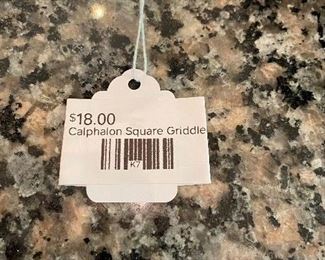 $18.00
Calphalon Square Griddle
K7